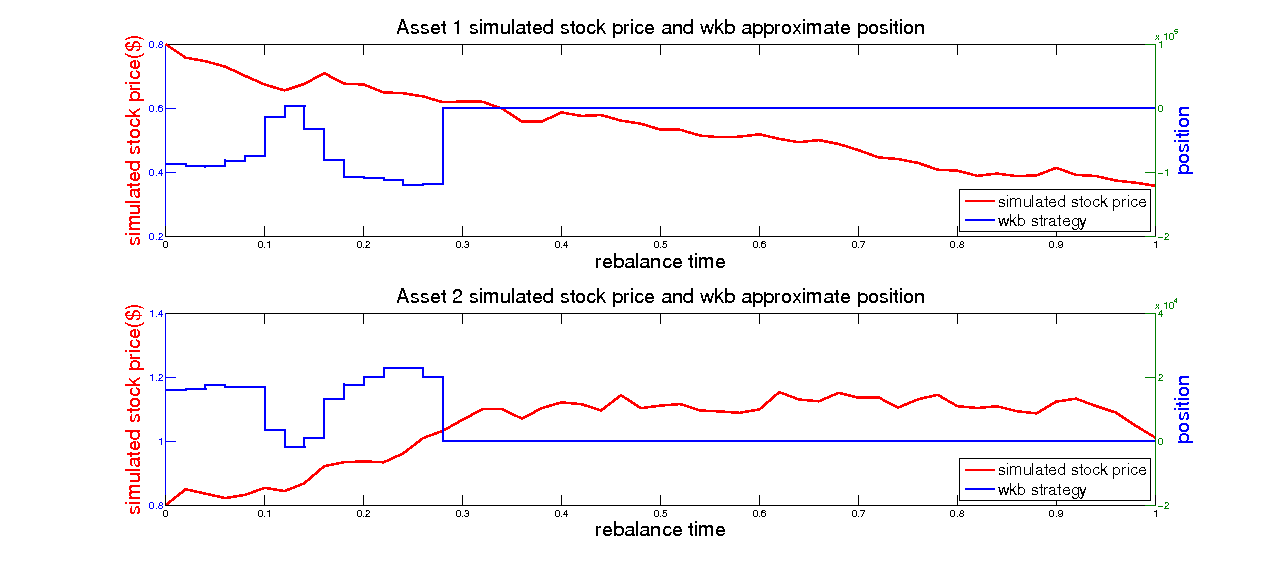 Asset 1 simulated stock price and wkb approximate position
x 10^5
simulated stock price($)
0.8
0.6
0.4
0.2
1
0
-1
-2
position
simulated stock price
wkb strategy
0 0.1 0.2 0.3 0.4 0.5 0.6 0.7 0.8 0.9 1
rebalance time
Asset 2 simulated stock price and wkb approximate position
x 10^4
simulated stock price($)
1.4
1.2
1
0.8
4
2
0
-2
position
simulated stock price
wkb strategy
0 0.1 0.2 0.3 0.4 0.5 0.6 0.7 0.8 0.9 1
rebalance time